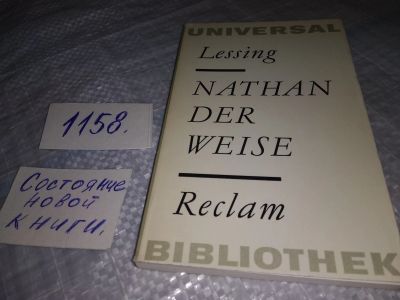 1158.
Состояние
новой
книги.
UNIVERSAL
Lessing
NATHAN
DER
WEISE
Reclam
BIBLIOTHEK